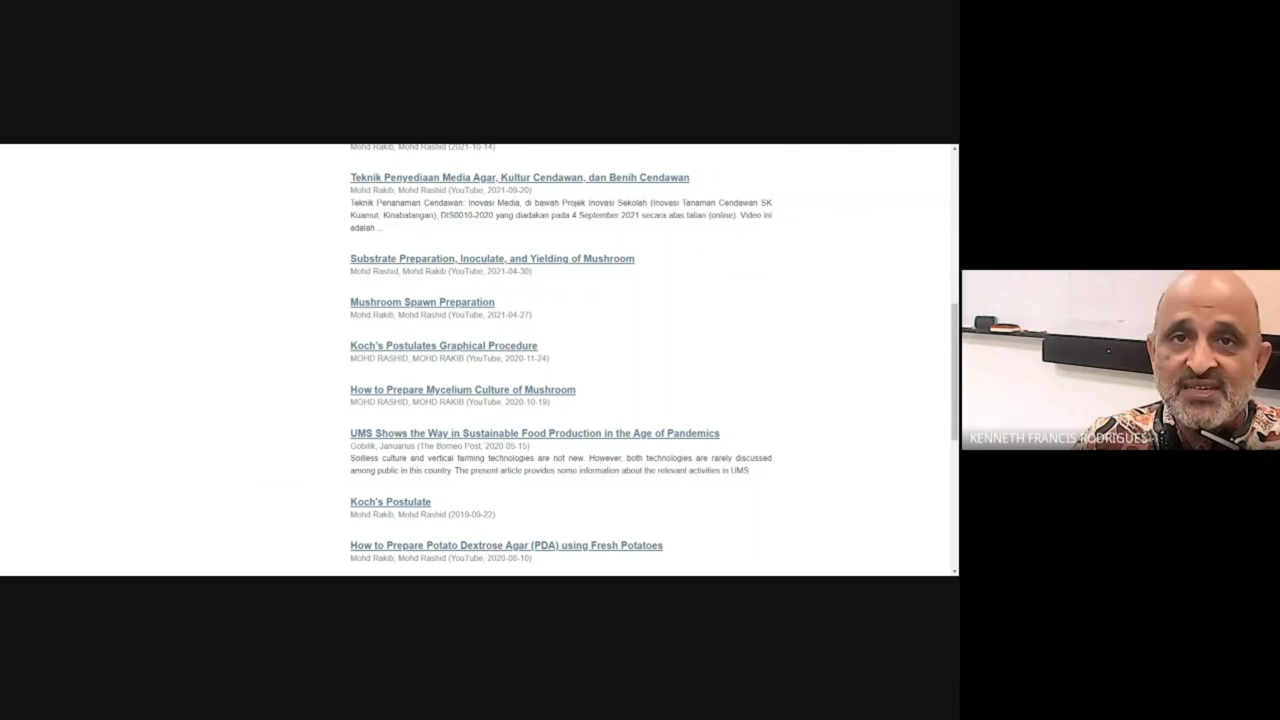 Mohd Rakib, Mohd Rashid (2021-10-14)
Teknik Penyediaan Media Agar, Kultur Cendawan, dan Benih Cendawan
Mohd Rakib, Mohd Rashid (YouTube, 2021-09-20)
Teknik Penanaman Cendawan: Inovasi Media, di bawah Projek Inovasi Sekolah (Inovasi Tanaman Cendawan SK
Kuamut, Kinabatangan), DIS0010-2020 yang diadakan pada 4 September 2021 secara atas talian (online). Video ini
adalah ...
Substrate Preparation, Inoculate, and Yielding of Mushroom
Mohd Rashid, Mohd Rakib (YouTube, 2021-04-30)
Mushroom Spawn Preparation
Mohd Rakib, Mohd Rashid (YouTube, 2021-04-27)
Koch's Postulates Graphical Procedure
MOHD RASHID, MOHD RAKIB (YouTube, 2020-11-24)
How to Prepare Mycelium Culture of Mushroom
MOHD RASHID, MOHD RAKIB (YouTube, 2020-10-19)
UMS Shows the Way in Sustainable Food Production in the Age of Pandemics
Gobilik, Januarius (The Borneo Post, 2020-05-15)
Soilless culture and vertical farming technologies are not new. However, both technologies are rarely discussed
among public in this country. The present article provides some information about the relevant activities in UMS
Koch's Postulate
Mohd Rakib, Mohd Rashid (2019-09-22)
How to Prepare Potato Dextrose Agar (PDA) using Fresh Potatoes
Mohd Rakib, Mohd Rashid (YouTube, 2020-08-10)
KENNETH FRANCIS RODRIGUES